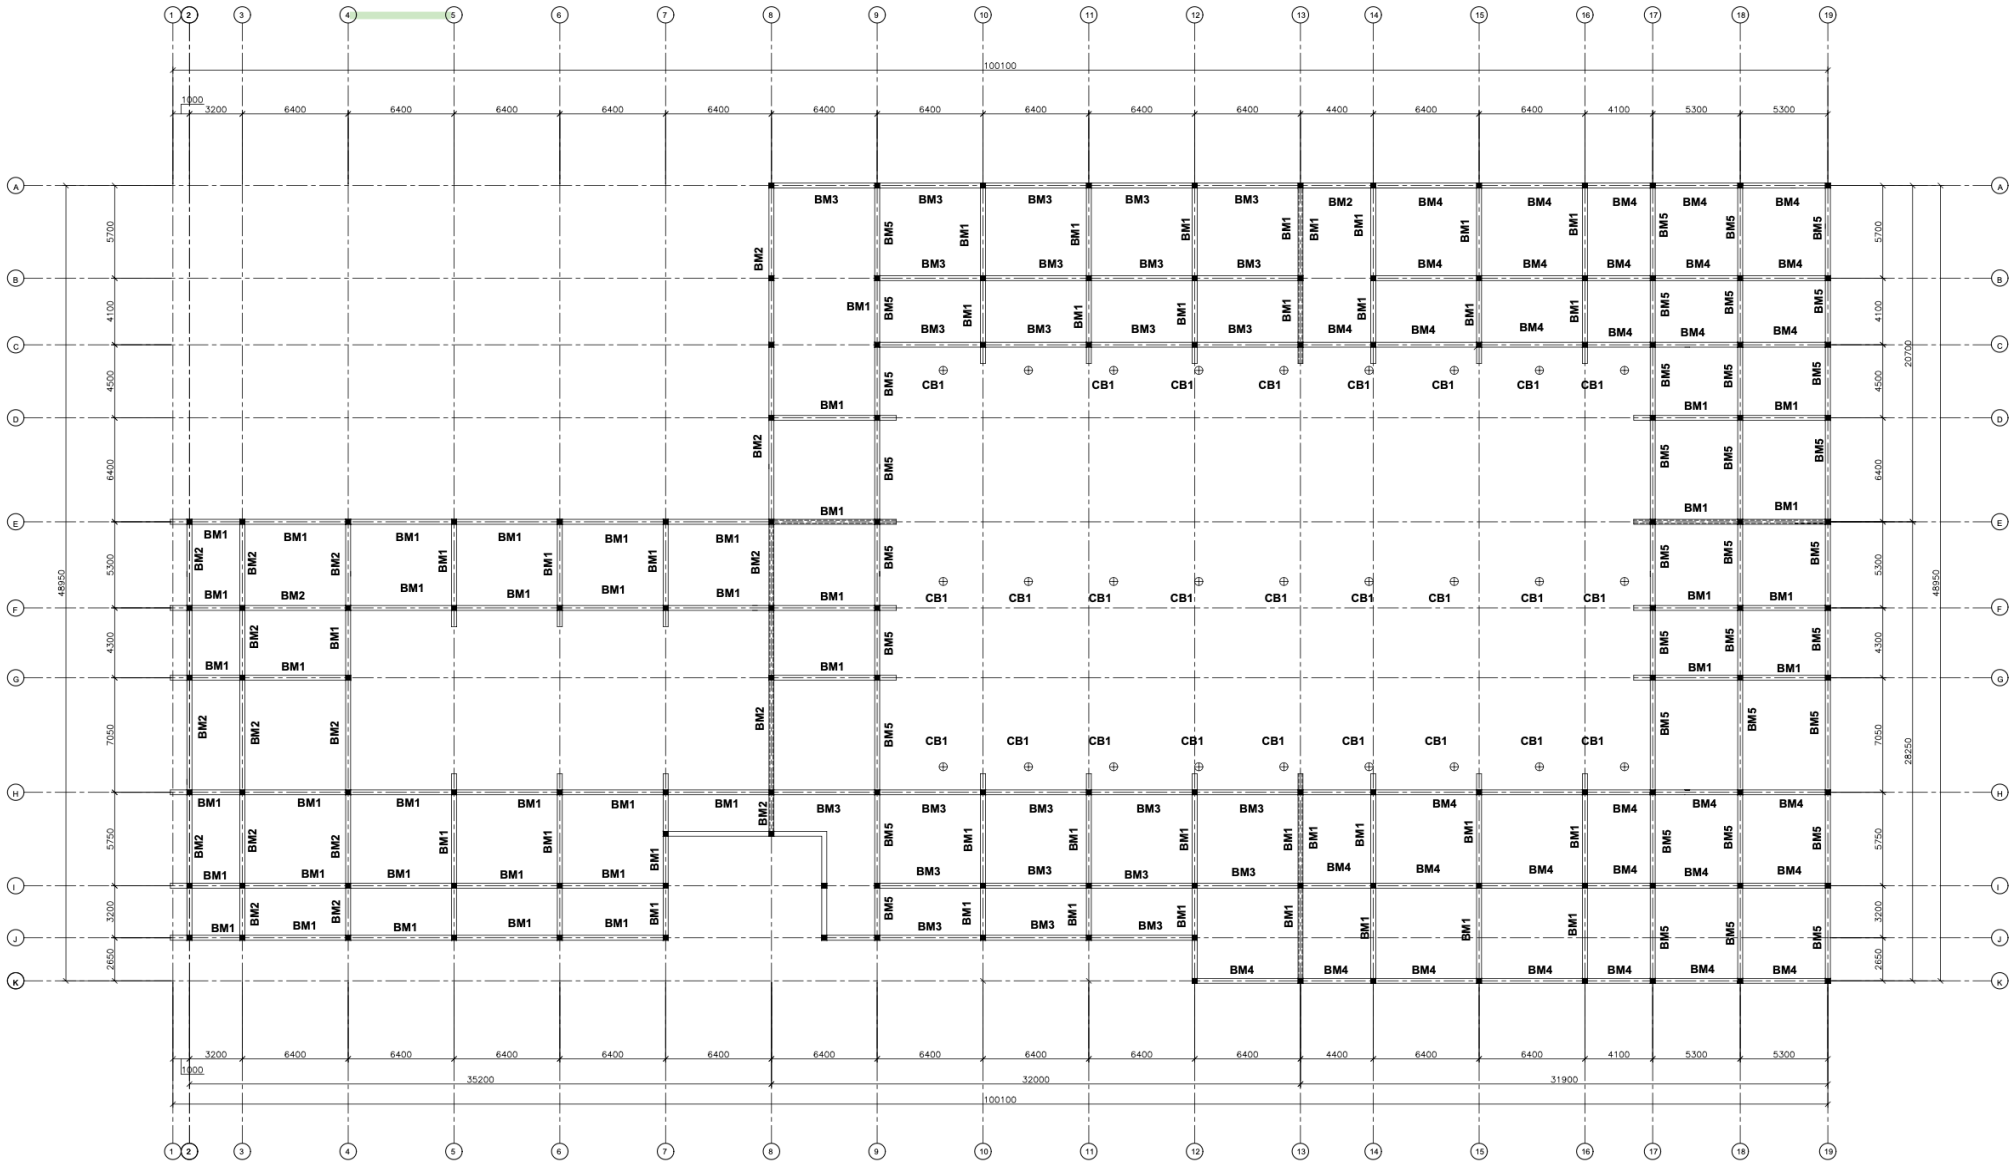 1 2 3 4 5 6 7 8 9 10 11 12 13 14 15 16 17 18 19
100100
1000
3200 6400 6400 6400 6400 6400 6400 6400 6400 6400 6400 4400 6400 6400 4100 5300 5300
A A
BM3 BM3 BM3 BM3 BM3 BM2 BM4 BM4 BM4 BM4 BM4
5700 BM2 BM5 BM1 BM1 BM1 BM1 BM1 BM1 BM1 BM1 BM5 BM5 BM5 5700
BM3 BM3 BM3 BM3 BM4 BM4 BM4 BM4 BM4
B B
4100 BM1 BM5 BM1 BM1 BM1 BM1 BM1 BM1 BM1 BM5 BM5 BM5 4100
BM3 BM3 BM3 BM3 BM4 BM4 BM4 BM4 BM4 BM4
C C
20700
4500 BM5 BM5 BM5 BM5 4500
CB1 CB1 CB1 CB1 CB1 CB1 CB1 CB1
BM1 BM1 BM1
D D
6400 BM2 BM5 BM5 BM5 BM5 6400
BM1 BM1 BM1
E E
BM1 BM1 BM1 BM1 BM1 BM1
48950 5300 BM2 BM2 BM2 BM1 BM1 BM1 BM2 BM5 BM5 BM5 BM5 5300 48950
BM1 BM2 BM1 BM1 BM1 BM1 BM1 BM1 BM1
CB1 CB1 CB1 CB1 CB1 CB1 CB1 CB1 CB1
F F
4300 BM2 BM1 BM5 BM5 BM5 BM5 4300
BM1 BM1 BM1 BM1 BM1
G G
7050 BM2 BM2 BM2 BM2 BM5 BM5 BM5 BM5 7050
CB1 CB1 CB1 CB1 CB1 CB1 CB1 CB1 CB1
28250
H H
BM1 BM1 BM1 BM1 BM1 BM1 BM3 BM3 BM3 BM3 BM3 BM4 BM4 BM4 BM4
5750 BM2 BM2 BM2 BM1 BM1 BM1 BM2 BM5 BM1 BM1 BM1 BM1 BM1 BM1 BM1 BM5 BM5 BM5 5750
BM1 BM1 BM1 BM1 BM1 BM3 BM3 BM3 BM3 BM4 BM4 BM4 BM4 BM4 BM4
I I
3200 BM2 BM2 BM1 BM5 BM1 BM1 BM1 BM1 BM1 BM1 BM1 BM5 BM5 BM5 3200
BM1 BM1 BM1 BM1 BM1 BM3 BM3 BM3
J J
2650 BM4 BM4 BM4 BM4 BM4 BM4 BM4 2650
K K
3200 6400 6400 6400 6400 6400 6400 6400 6400 6400 6400 4400 6400 6400 4100 5300 5300
1000
35200 32000 31900
100100
1 2 3 4 5 6 7 8 9 10 11 12 13 14 15 16 17 18 19